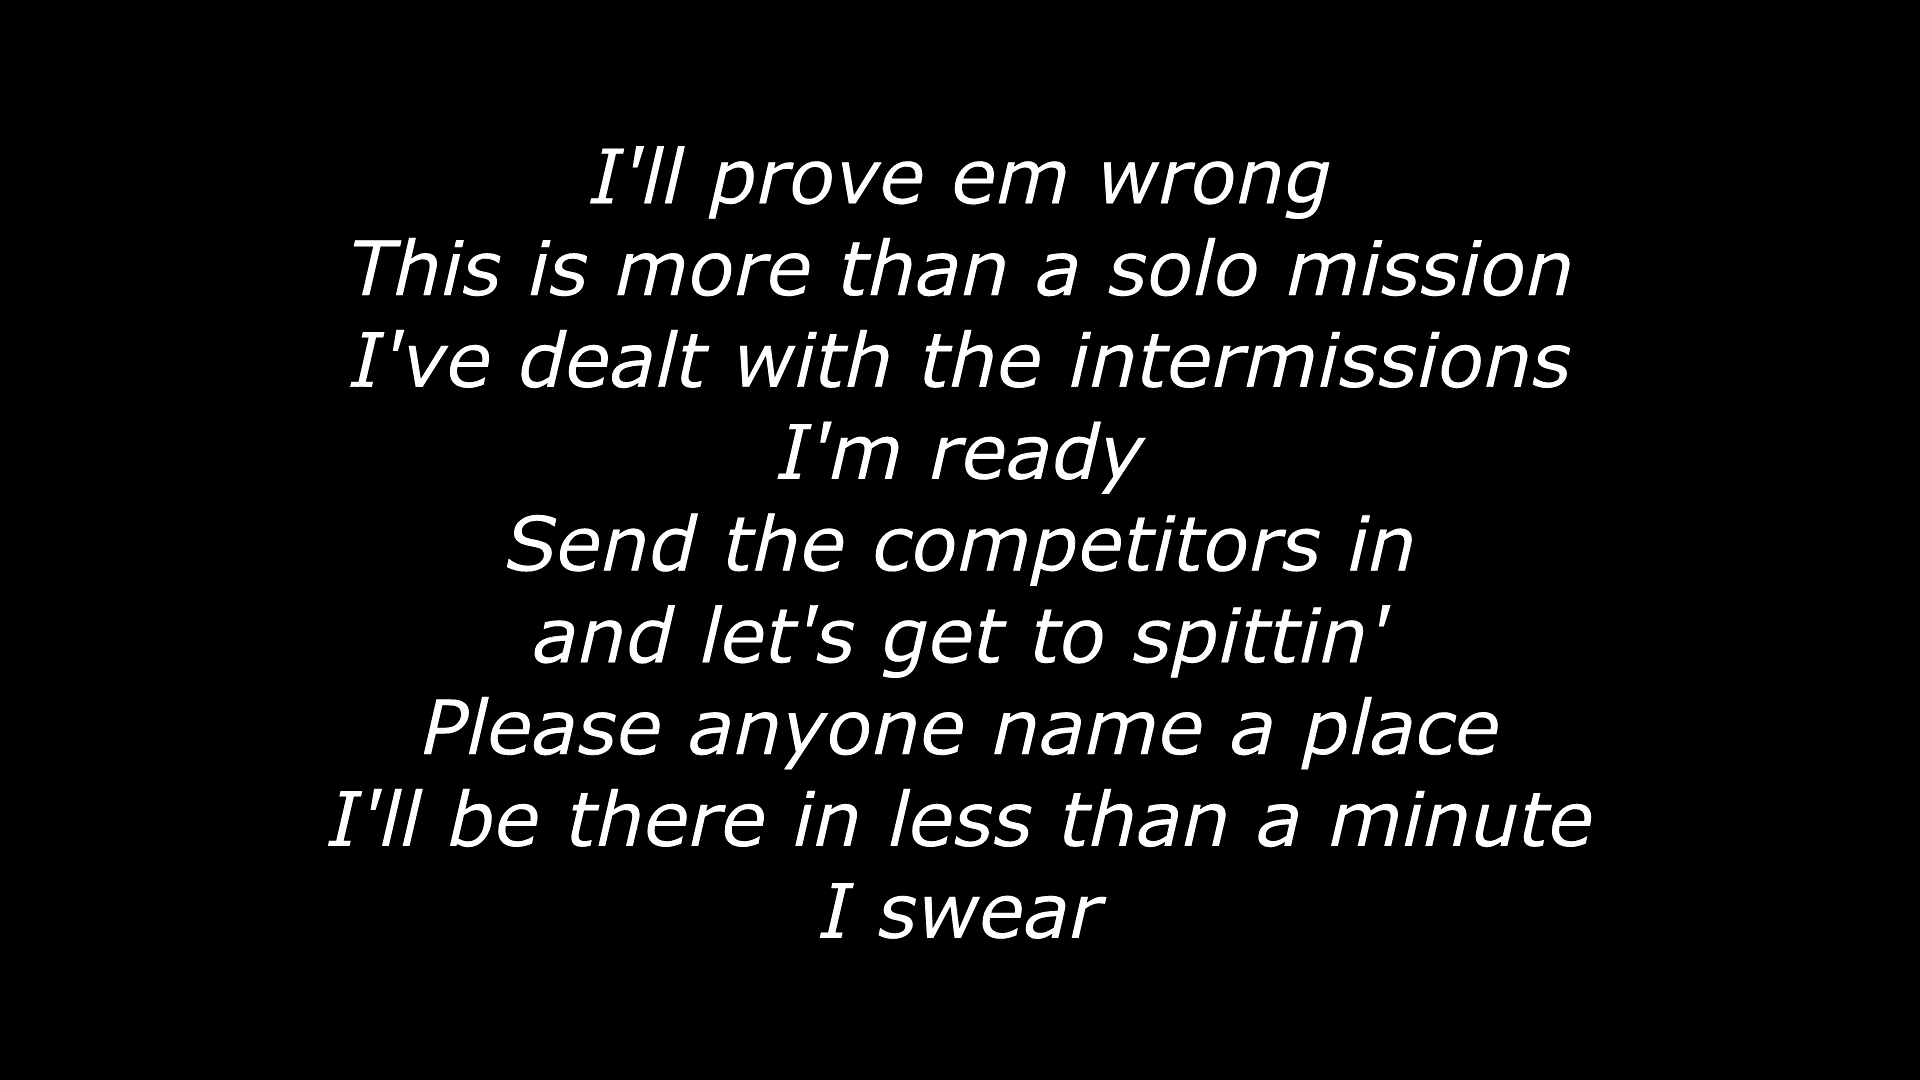 I'll prove em wrong
This is more than a solo mission
I've dealt with the intermissions
I'm ready
Send the competitors in
and let's get to spittin'
Please anyone name a place
I'll be there in less than a minute
I swear